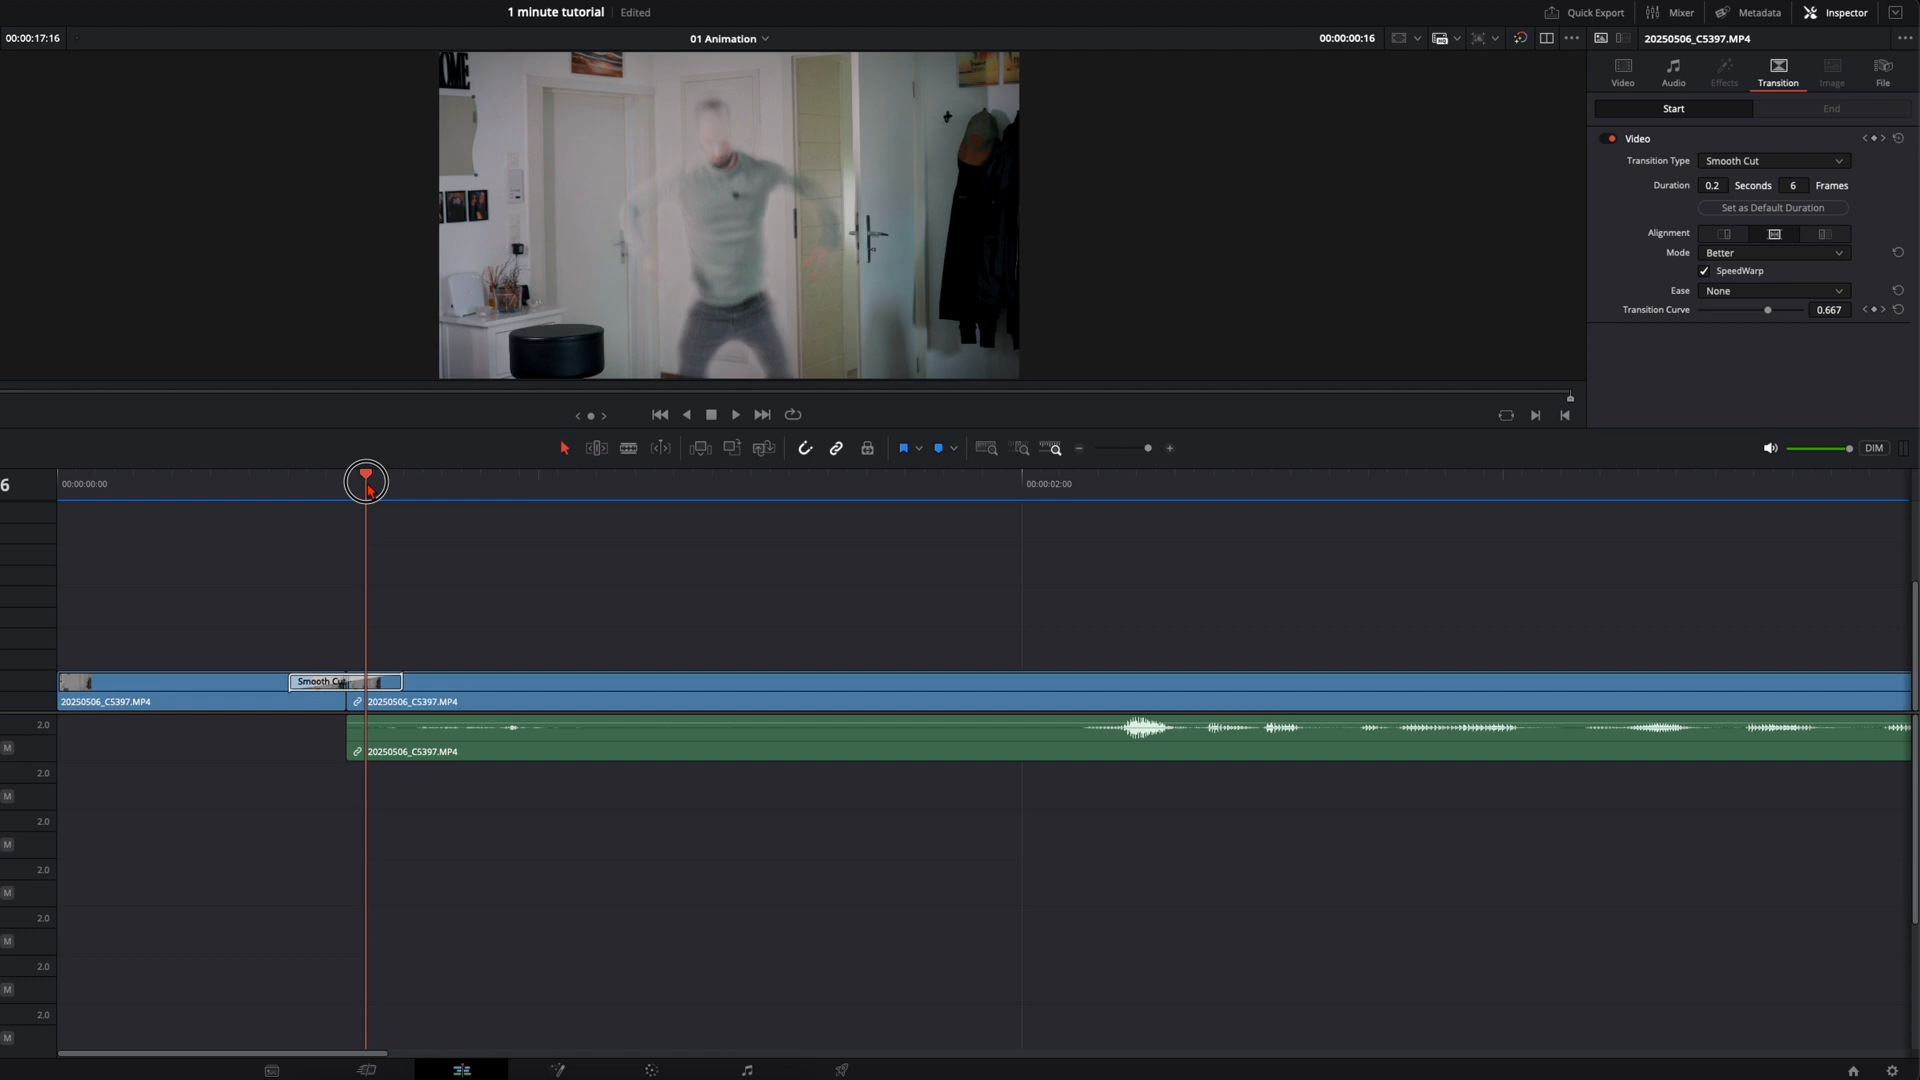 1 minute tutorial Edited
Quick Export Mixer Metadata Inspector
00:00:17:16
01 Animation
00:00:00:16
20250506_C5397.MP4
OME
Video Audio Effects Transition Image File
Start End
Video
Transition Type Smooth Cut
Duration 0.2 Seconds 6 Frames
Set as Default Duration
Alignment
Mode Better
SpeedWarp
Ease None
Transition Curve 0.667
DIM
6
00:00:00:00
00:00:02:00
Smooth Cut
20250506_C5397.MP4
20250506_C5397.MP4
2.0
M
20250506_C5397.MP4
2.0
M
2.0
M
2.0
M
2.0
M
2.0
M
2.0
M